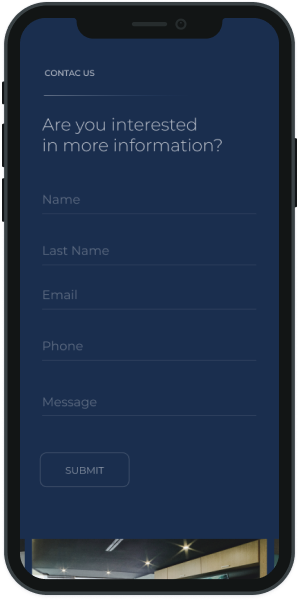 CONTAC US
Are you interested
in more information?
Name
Last Name
Email
Phone
Message
SUBMIT